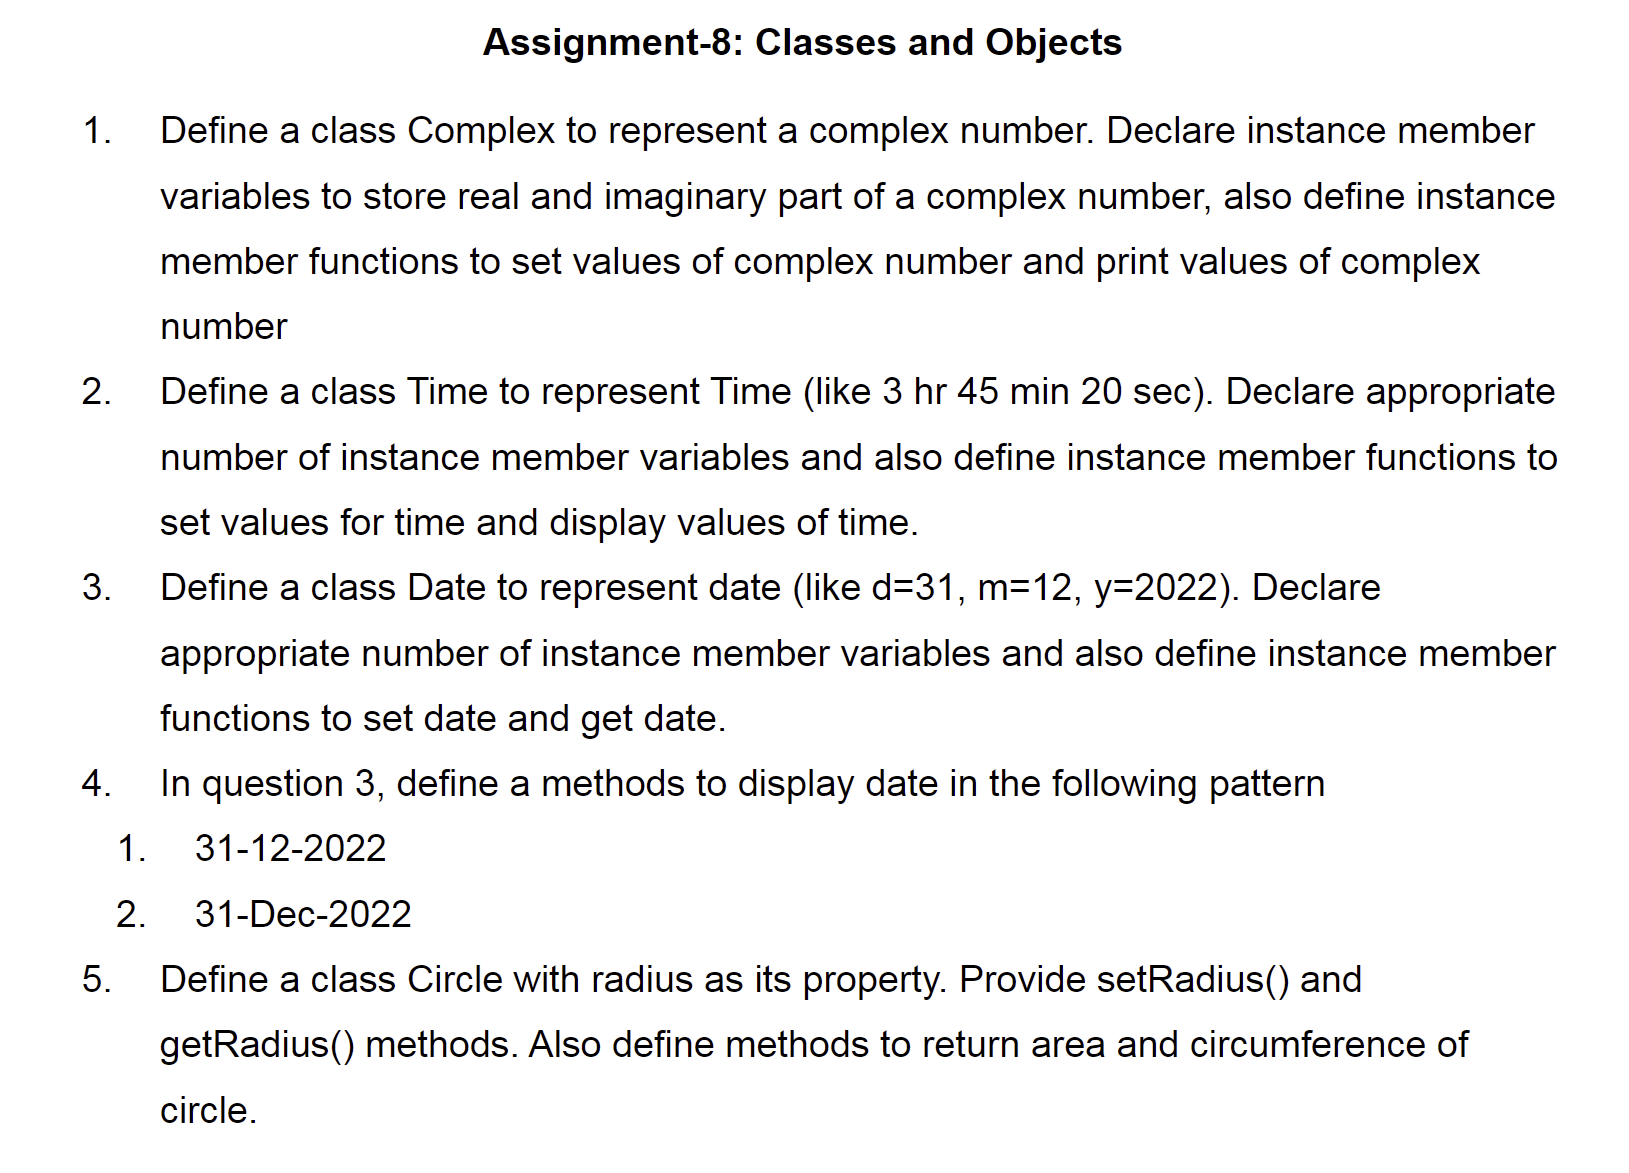 Assignment-8: Classes and Objects
1. Define a class Complex to represent a complex number. Declare instance member
variables to store real and imaginary part of a complex number, also define instance
member functions to set values of complex number and print values of complex
number
2. Define a class Time to represent Time (like 3 hr 45 min 20 sec). Declare appropriate
number of instance member variables and also define instance member functions to
set values for time and display values of time.
3. Define a class Date to represent date (like d=31, m=12, y=2022). Declare
appropriate number of instance member variables and also define instance member
functions to set date and get date.
4. In question 3, define a methods to display date in the following pattern
1. 31-12-2022
2. 31-Dec-2022
5. Define a class Circle with radius as its property. Provide setRadius() and
getRadius() methods. Also define methods to return area and circumference of
circle.